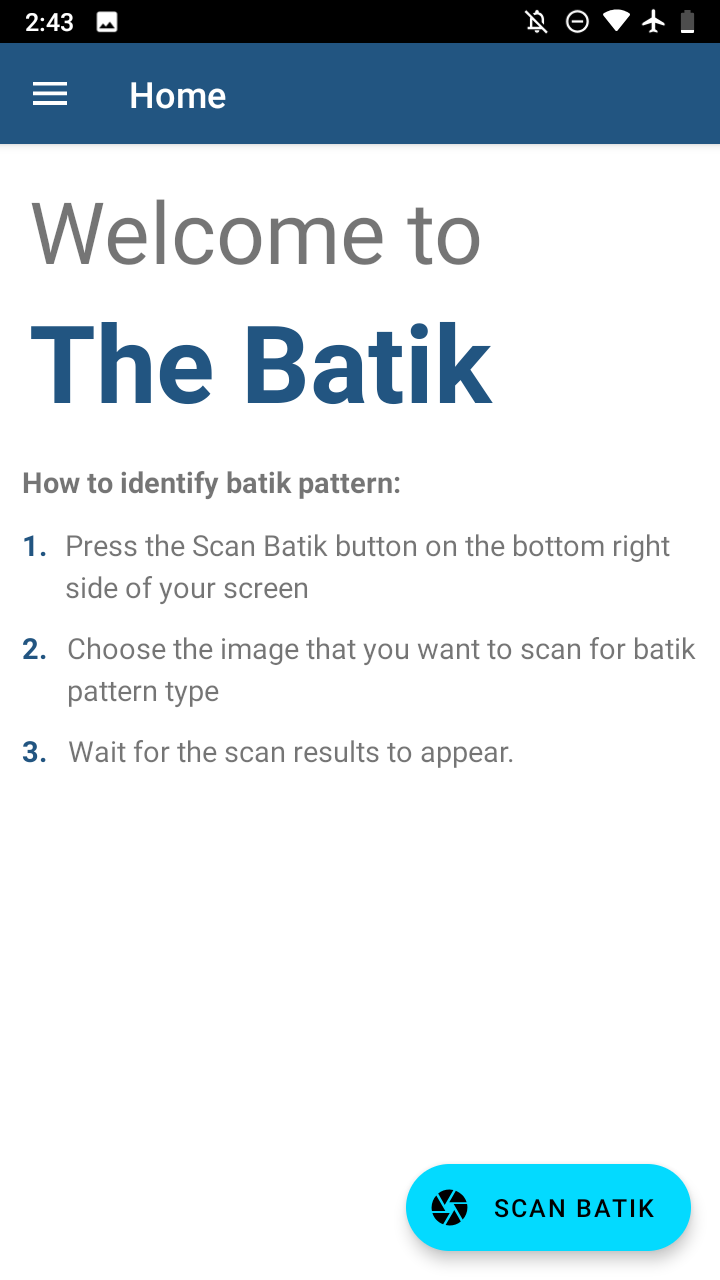 2:43
Home
Welcome to
The Batik
How to identify batik pattern:
1. Press the Scan Batik button on the bottom right
side of your screen
2. Choose the image that you want to scan for batik
pattern type
3. Wait for the scan results to appear.
SCAN BATIK